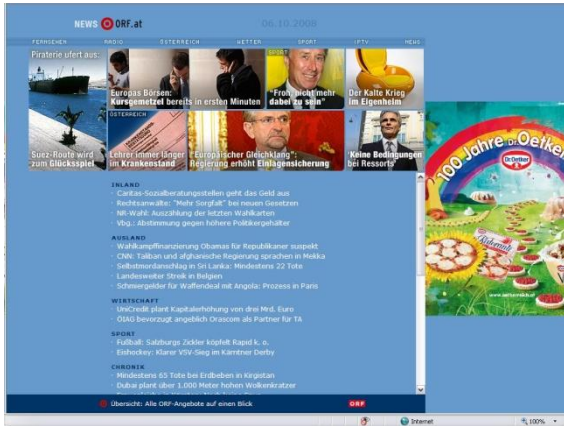 NEWS ORF.at
06.10.2008
FERNSEHEN RADIO ÖSTERREICH WETTER SPORT IPTV NEWS
Piraterie ufert aus:
Suez-Route wird
zum Glücksspiel
Europas Börsen:
Kursgemetzel bereits in ersten Minuten
SPORT
"Froh, nicht mehr
dabei zu sein"
Der Kalte Krieg
im Eigenheim
ÖSTERREICH
Lehrer immer länger
im Krankenstand
"Europäischer Gleichklang":
Regierung erhöht Einlagensicherung
"Keine Bedingungen
bei Ressorts"
INLAND
Caritas-Sozialberatungsstellen geht das Geld aus
Rechtsanwälte: "Mehr Sorgfalt" bei neuen Gesetzen
NR-Wahl: Auszählung der letzten Wahlkarten
Vbg.: Abstimmung gegen höhere Politikergehälter
AUSLAND
Wahlkampffinanzierung Obamas für Republikaner suspekt
CNN: Taliban und afghanische Regierung sprachen in Mekka
Selbstmordanschlag in Sri Lanka: Mindestens 22 Tote
Landesweiter Streik in Belgien
Schmiergelder für Waffendeal mit Angola: Prozess in Paris
WIRTSCHAFT
UniCredit plant Kapitalerhöhung von drei Mrd. Euro
ÖIAG bevorzugt angeblich Orascom als Partner für TA
SPORT
Fußball: Salzburgs Zickler köpfelt Rapid k. o.
Eishockey: Klarer VSV-Sieg im Kärntner Derby
CHRONIK
Mindestens 65 Tote bei Erdbeben in Kirgistan
Dubai plant über 1.000 Meter hohen Wolkenkratzer
Übersicht: Alle ORF-Angebote auf einen Blick
ORF
100 Jahre Dr. Oetker
Dr. Oetker
Internet
100%